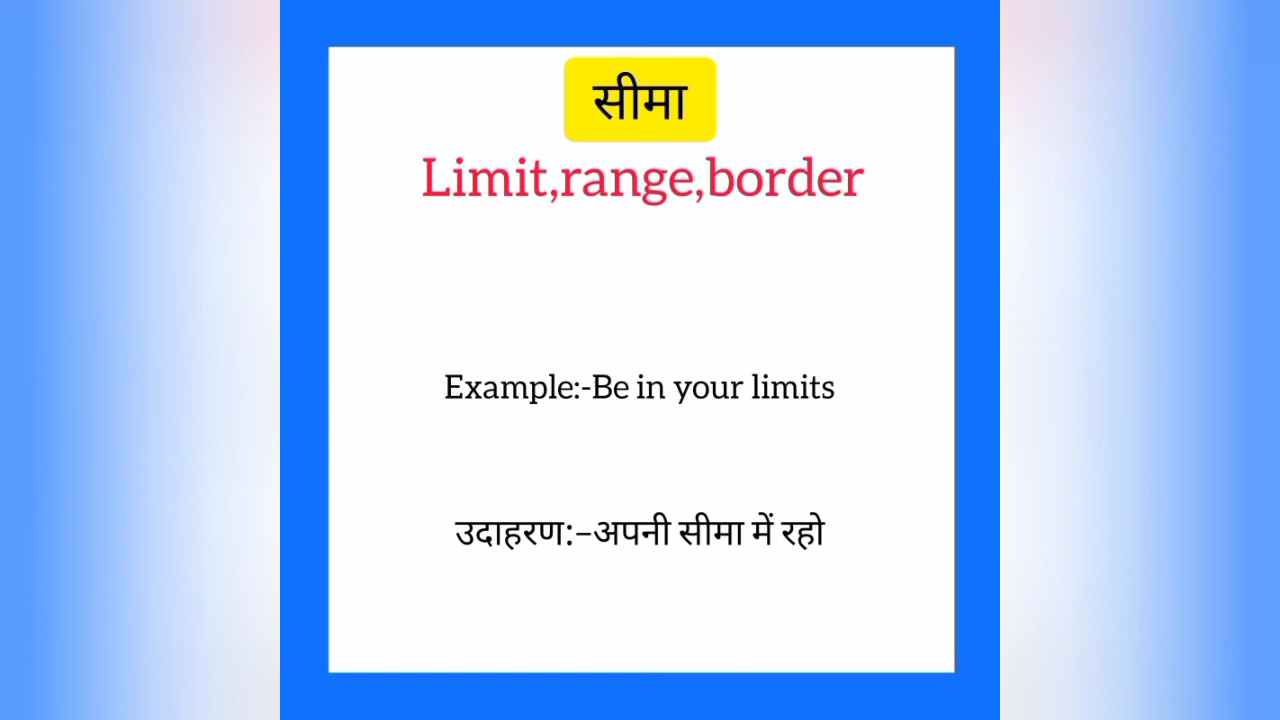 सीमा
Limit,range,border
Example:-Be in your limits
उदाहरण:–अपनी सीमा में रहो